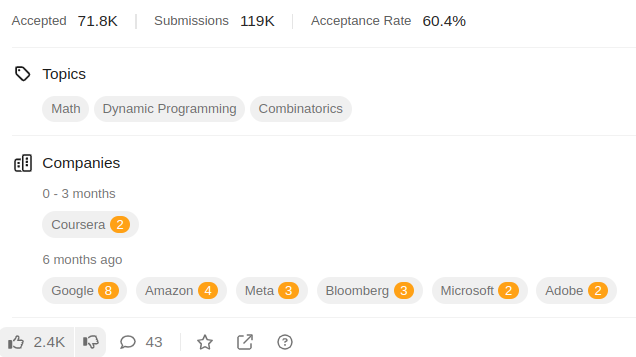 Accepted 71.8K Submissions 119K Acceptance Rate 60.4%
Topics
Math Dynamic Programming Combinatorics
Companies
0 - 3 months
Coursera 2
6 months ago
Google 8 Amazon 4 Meta 3 Bloomberg 3 Microsoft 2 Adobe 2
2.4K 43